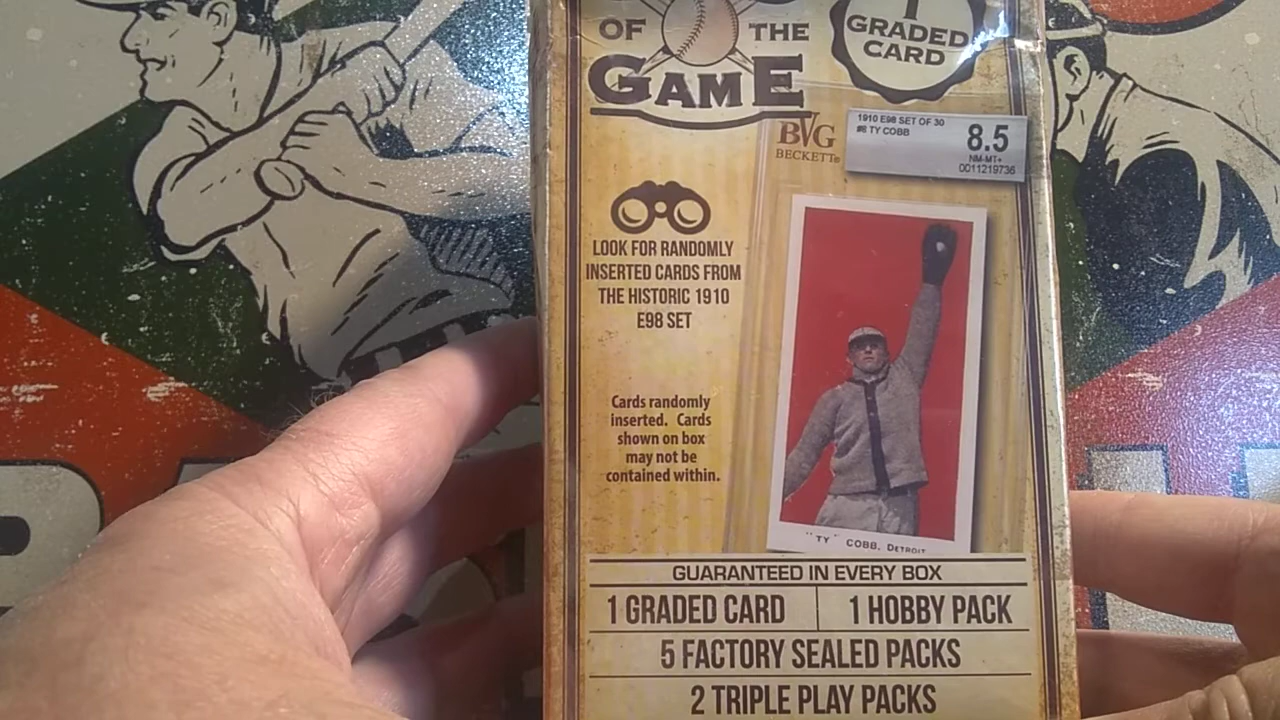 OF THE
GAME
1
GRADED
CARD
BVG
BECKETT
1910 E98 SET OF 30
#8 TY COBB
8.5
NM-MT+
0011219736
LOOK FOR RANDOMLY
INSERTED CARDS FROM
THE HISTORIC 1910
E98 SET
Cards randomly
inserted. Cards
shown on box
may not be
contained within.
"TY" COBB, DETROIT
GUARANTEED IN EVERY BOX
1 GRADED CARD 1 HOBBY PACK
5 FACTORY SEALED PACKS
2 TRIPLE PLAY PACKS